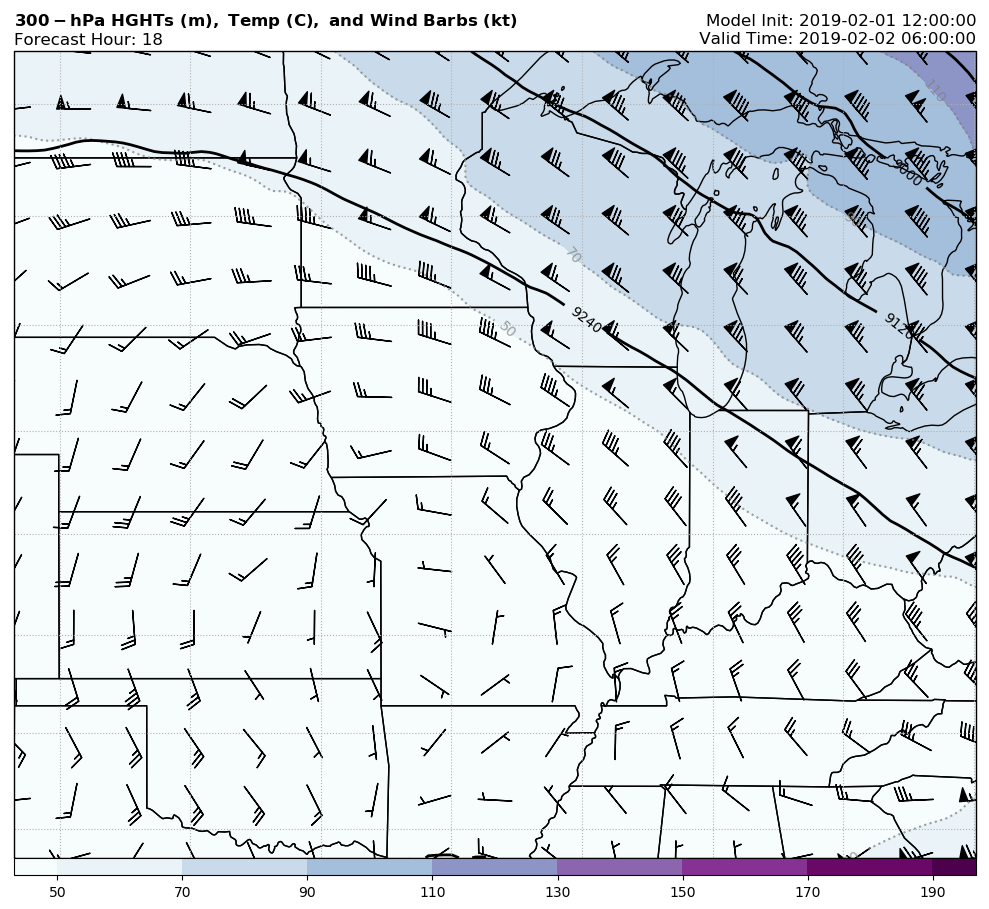 300-hPa HGHTs (m), Temp (C), and Wind Barbs (kt)
Model Init: 2019-02-01 12:00:00
Forecast Hour: 18
Valid Time: 2019-02-02 06:00:00
110
9000
70
9240
50
9120
50 70 90 110 130 150 170 190